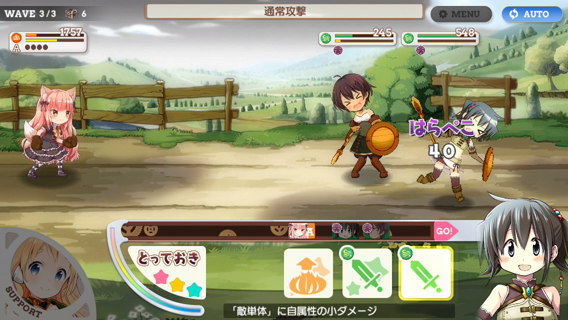 WAVE 3/3
6
通常攻撃
MENU
AUTO
1757
A
245
548
はらぺこ
40
A
GO!
とっておき
SUPPORT
「敵単体」に自属性の小ダメージ